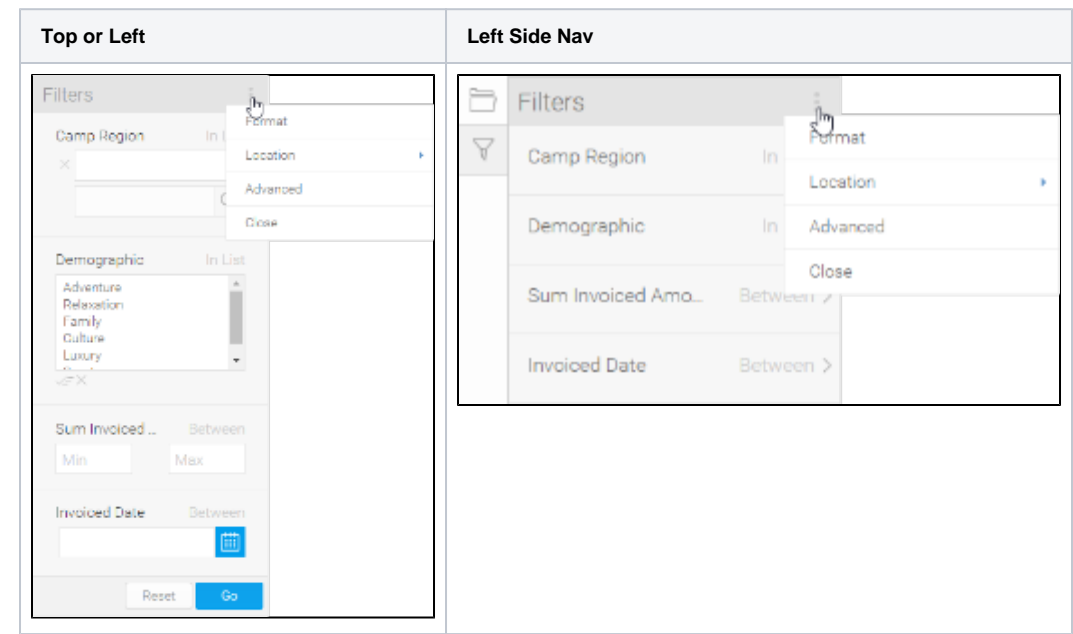 Top or Left
Left Side Nav
Filters
Format
Camp Region
In
Location
Advanced
Close
Demographic In List
Adventure
Relaxation
Family
Culture
Luxury
Sum Invoiced ... Between
Min Max
Invoiced Date Between
Reset Go
Filters
Format
Camp Region In
Location
Demographic In
Advanced
Close
Sum Invoiced Amo... Between
Invoiced Date Between